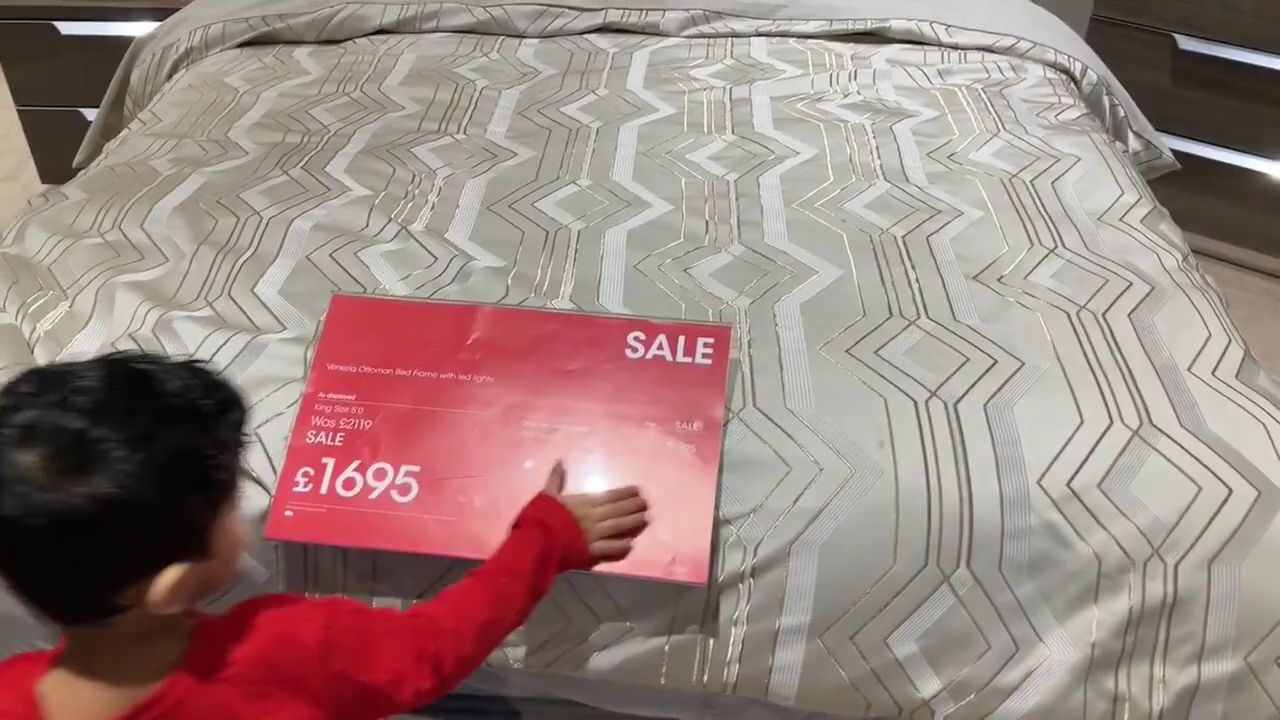 SALE
Venezia Ottoman Bed Frame with led lights
As displayed
King Size 5'0
Was £2119
SALE
£1695
SALE